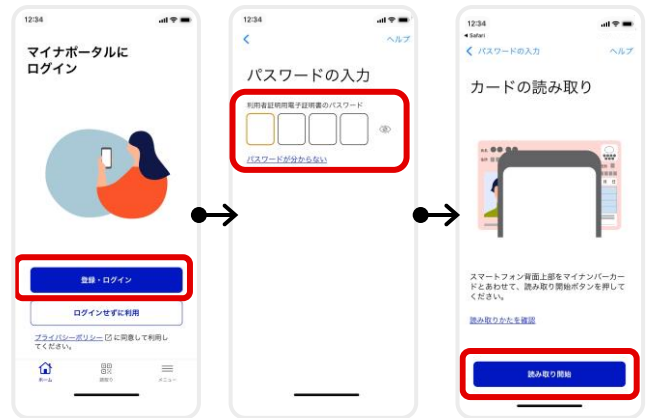 12:34
マイナポータルに
ログイン
登録・ログイン
ログインせずに利用
プライバシーポリシー に同意して利用し
てください。
ホーム
読取り
メニュー
12:34
ヘルプ
パスワードの入力
利用者証明用電子証明書のパスワード
パスワードが分からない
12:34
Safari
パスワードの入力
ヘルプ
カードの読み取り
スマートフォン背面上部をマイナンバーカー
ドとあわせて、読み取り開始ボタンを押して
ください。
読み取りかたを確認
読み取り開始